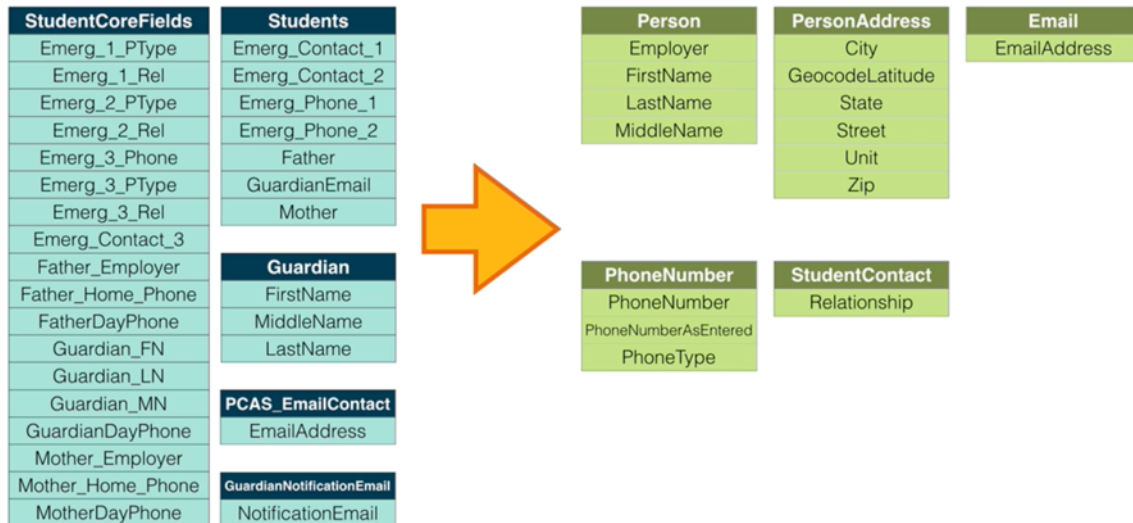 StudentCoreFields
Emerg_1_PType
Emerg_1_Rel
Emerg_2_PType
Emerg_2_Rel
Emerg_3_Phone
Emerg_3_PType
Emerg_3_Rel
Emerg_Contact_3
Father_Employer
Father_Home_Phone
FatherDayPhone
Guardian_FN
Guardian_LN
Guardian_MN
GuardianDayPhone
Mother_Employer
Mother_Home_Phone
MotherDayPhone
Students
Emerg_Contact_1
Emerg_Contact_2
Emerg_Phone_1
Emerg_Phone_2
Father
GuardianEmail
Mother
Guardian
FirstName
MiddleName
LastName
PCAS_EmailContact
EmailAddress
GuardianNotificationEmail
NotificationEmail
Person
Employer
FirstName
LastName
MiddleName
PersonAddress
City
GeocodeLatitude
State
Street
Unit
Zip
Email
EmailAddress
PhoneNumber
PhoneNumber
PhoneNumberAsEntered
PhoneType
StudentContact
Relationship